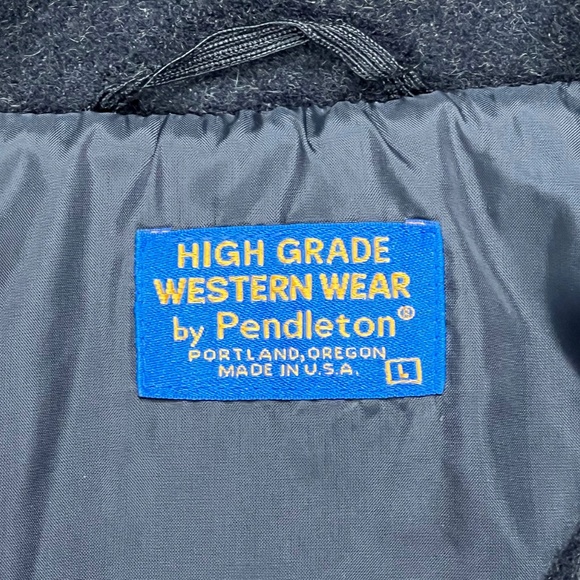 HIGH GRADE
WESTERN WEAR
by Pendleton®
PORTLAND, OREGON
MADE IN U.S.A. L